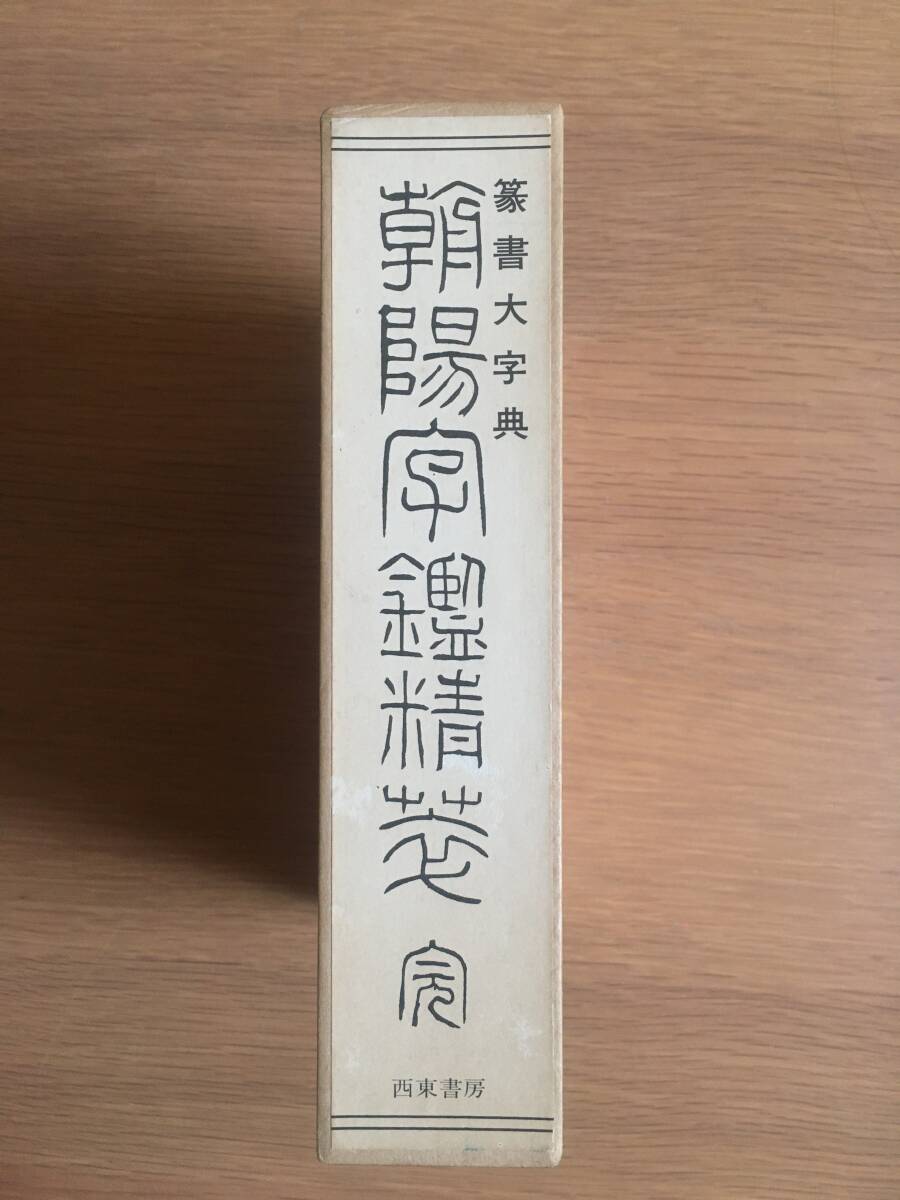 篆書大字典
朝陽字鑑精萃 完
西東書房